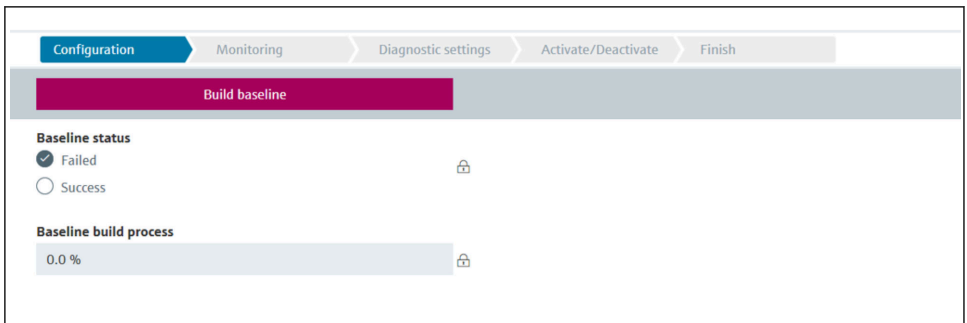 Configuration Monitoring Diagnostic settings Activate/Deactivate Finish
Build baseline
Baseline status
Failed
Success
Baseline build process
0.0 %